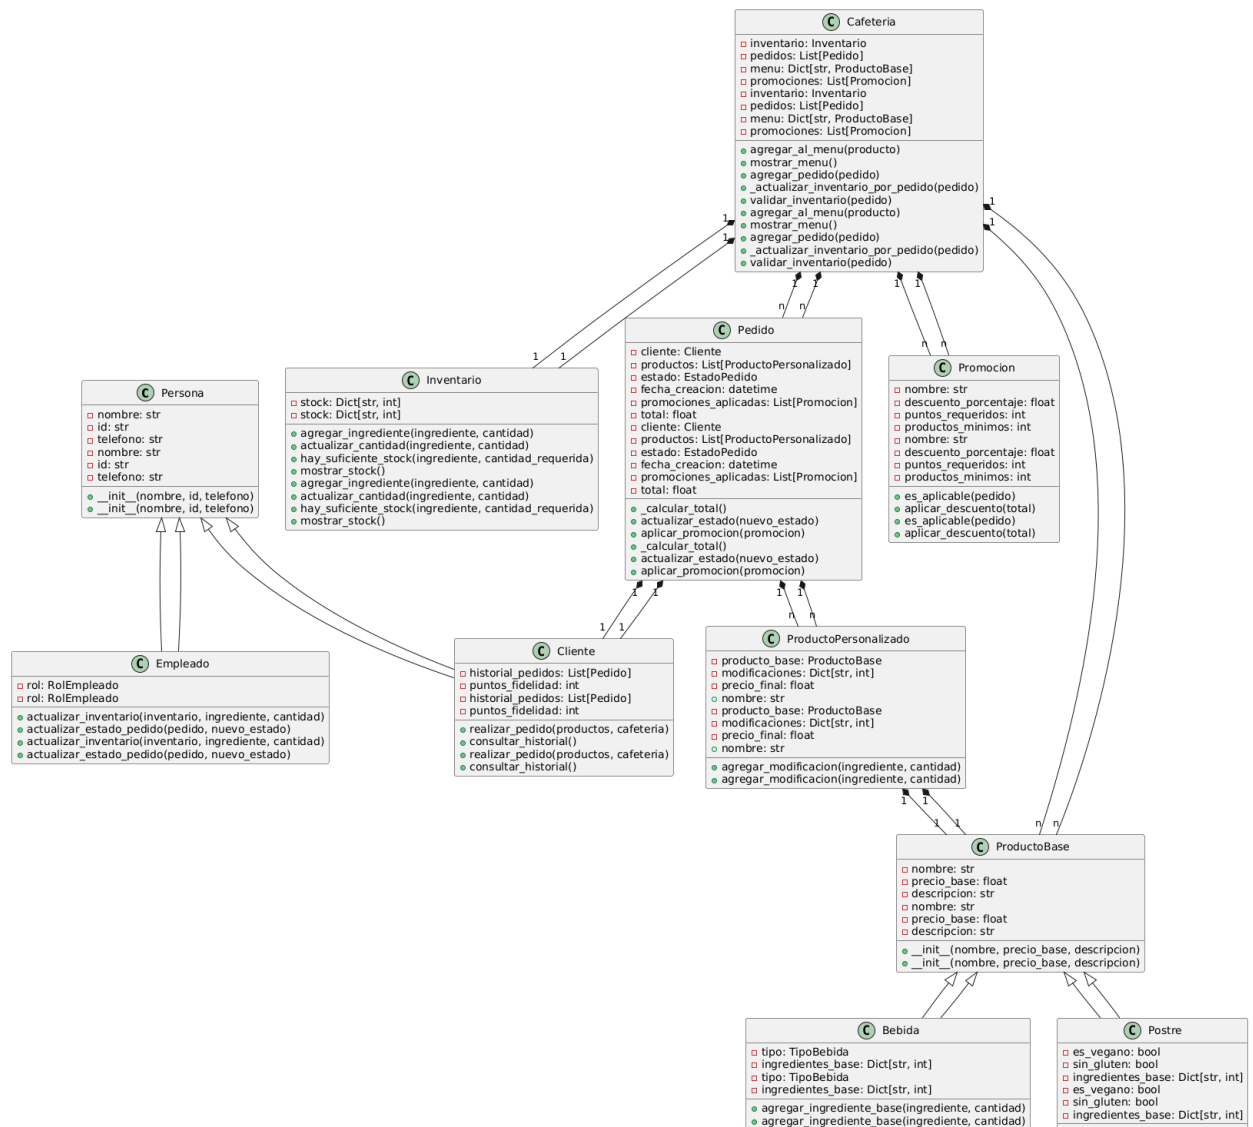 C Cafeteria
inventario: Inventario
pedidos: List[Pedido]
menu: Dict[str, ProductoBase]
promociones: List[Promocion]
inventario: Inventario
pedidos: List[Pedido]
menu: Dict[str, ProductoBase]
promociones: List[Promocion]
agregar_al_menu(producto)
mostrar_menu()
agregar_pedido(pedido)
_actualizar_inventario_por_pedido(pedido)
validar_inventario(pedido)
agregar_al_menu(producto)
mostrar_menu()
agregar_pedido(pedido)
_actualizar_inventario_por_pedido(pedido)
validar_inventario(pedido)
1
1
1
1
1 1
1 1
n n
n n
1 1
C Persona
nombre: str
id: str
telefono: str
nombre: str
id: str
telefono: str
__init__(nombre, id, telefono)
__init__(nombre, id, telefono)
C Inventario
stock: Dict[str, int]
stock: Dict[str, int]
agregar_ingrediente(ingrediente, cantidad)
actualizar_cantidad(ingrediente, cantidad)
hay_suficiente_stock(ingrediente, cantidad_requerida)
mostrar_stock()
agregar_ingrediente(ingrediente, cantidad)
actualizar_cantidad(ingrediente, cantidad)
hay_suficiente_stock(ingrediente, cantidad_requerida)
mostrar_stock()
C Pedido
cliente: Cliente
productos: List[ProductoPersonalizado]
estado: EstadoPedido
fecha_creacion: datetime
promociones_aplicadas: List[Promocion]
total: float
cliente: Cliente
productos: List[ProductoPersonalizado]
estado: EstadoPedido
fecha_creacion: datetime
promociones_aplicadas: List[Promocion]
total: float
_calcular_total()
actualizar_estado(nuevo_estado)
aplicar_promocion(promocion)
_calcular_total()
actualizar_estado(nuevo_estado)
aplicar_promocion(promocion)
C Promocion
nombre: str
descuento_porcentaje: float
puntos_requeridos: int
productos_minimos: int
nombre: str
descuento_porcentaje: float
puntos_requeridos: int
productos_minimos: int
es_aplicable(pedido)
aplicar_descuento(total)
es_aplicable(pedido)
aplicar_descuento(total)
1 1
1 1
1 1
n n
C Empleado
rol: RolEmpleado
rol: RolEmpleado
actualizar_inventario(inventario, ingrediente, cantidad)
actualizar_estado_pedido(pedido, nuevo_estado)
actualizar_inventario(inventario, ingrediente, cantidad)
actualizar_estado_pedido(pedido, nuevo_estado)
C Cliente
historial_pedidos: List[Pedido]
puntos_fidelidad: int
historial_pedidos: List[Pedido]
puntos_fidelidad: int
realizar_pedido(productos, cafeteria)
consultar_historial()
realizar_pedido(productos, cafeteria)
consultar_historial()
C ProductoPersonalizado
producto_base: ProductoBase
modificaciones: Dict[str, int]
precio_final: float
nombre: str
producto_base: ProductoBase
modificaciones: Dict[str, int]
precio_final: float
nombre: str
agregar_modificacion(ingrediente, cantidad)
agregar_modificacion(ingrediente, cantidad)
1 1
1 1
n n
C ProductoBase
nombre: str
precio_base: float
descripcion: str
nombre: str
precio_base: float
descripcion: str
__init__(nombre, precio_base, descripcion)
__init__(nombre, precio_base, descripcion)
C Bebida
tipo: TipoBebida
ingredientes_base: Dict[str, int]
tipo: TipoBebida
ingredientes_base: Dict[str, int]
agregar_ingrediente_base(ingrediente, cantidad)
agregar_ingrediente_base(ingrediente, cantidad)
C Postre
es_vegano: bool
sin_gluten: bool
ingredientes_base: Dict[str, int]
es_vegano: bool
sin_gluten: bool
ingredientes_base: Dict[str, int]